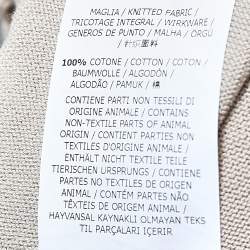 MAGLIA / KNITTED FABRIC /
TRICOTAGE INTEGRAL / WIRKWARE /
GENEROS DE PUNTO / MALHA / ÖRGÜ /
針織面料
100% COTONE / COTTON / COTON /
BAUMWOLLE / ALGODÓN /
ALGODÃO / PAMUK / 棉
CONTIENE PARTI NON TESSILI DI
ORIGINE ANIMALE / CONTAINS
NON-TEXTILE PARTS OF ANIMAL
ORIGIN / CONTIENT PARTIES NON
TEXTILES D'ORIGINE ANIMALE /
ENTHÄLT NICHT TEXTILE TEILE
TIERISCHEN URSPRUNGS / CONTIENE
PARTES NO TEXTILES DE ORIGEN
ANIMAL / CONTÉM PARTES NÃO
TÊXTEIS DE ORIGEM ANIMAL /
HAYVANSAL KAYNAKLI OLMAYAN TEKS
TIL PARÇALARI İÇERIR